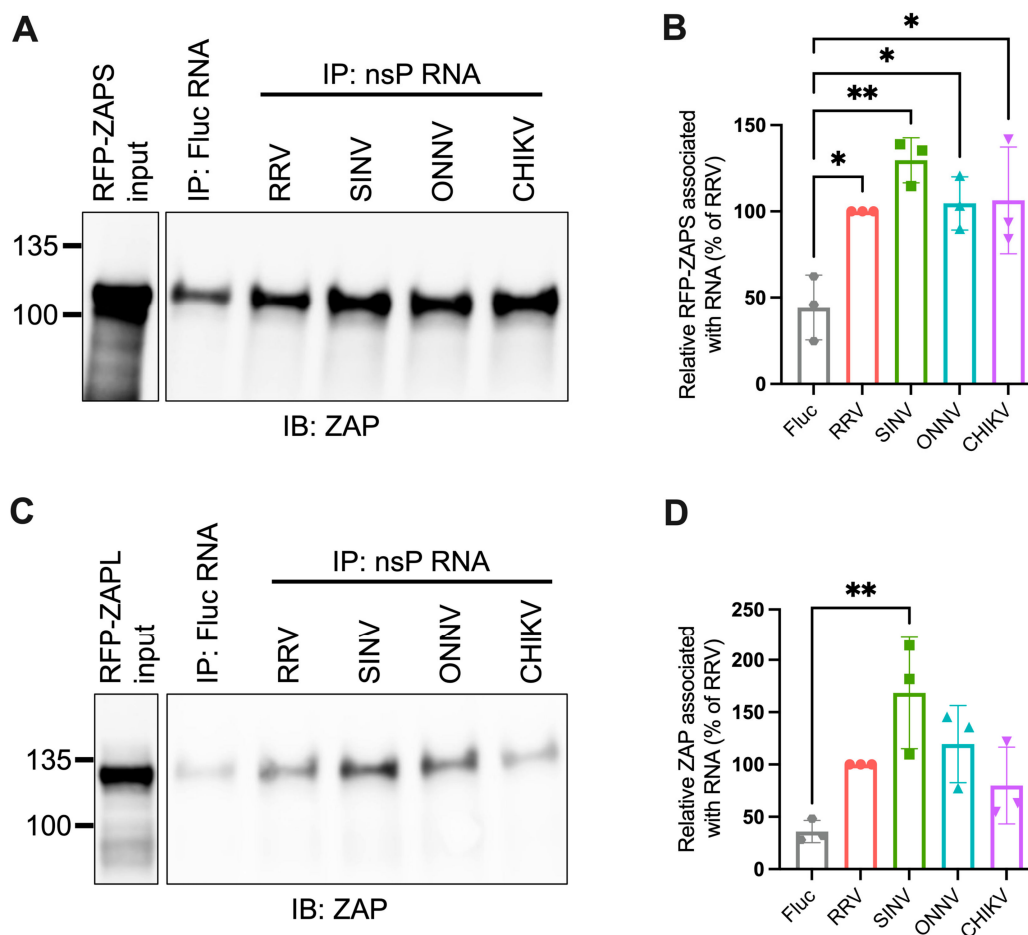 A
RFP-ZAPS
input
IP: Fluc RNA
IP: nsP RNA
RRV
SINV
ONNV
CHIKV
135
100
IB: ZAP
B
*
*
**
*
Relative RFP-ZAPS associated
with RNA (% of RRV)
150
100
50
0
Fluc
RRV
SINV
ONNV
CHIKV
C
RFP-ZAPL
input
IP: Fluc RNA
IP: nsP RNA
RRV
SINV
ONNV
CHIKV
135
100
IB: ZAP
D
**
Relative ZAP associated
with RNA (% of RRV)
250
200
150
100
50
0
Fluc
RRV
SINV
ONNV
CHIKV